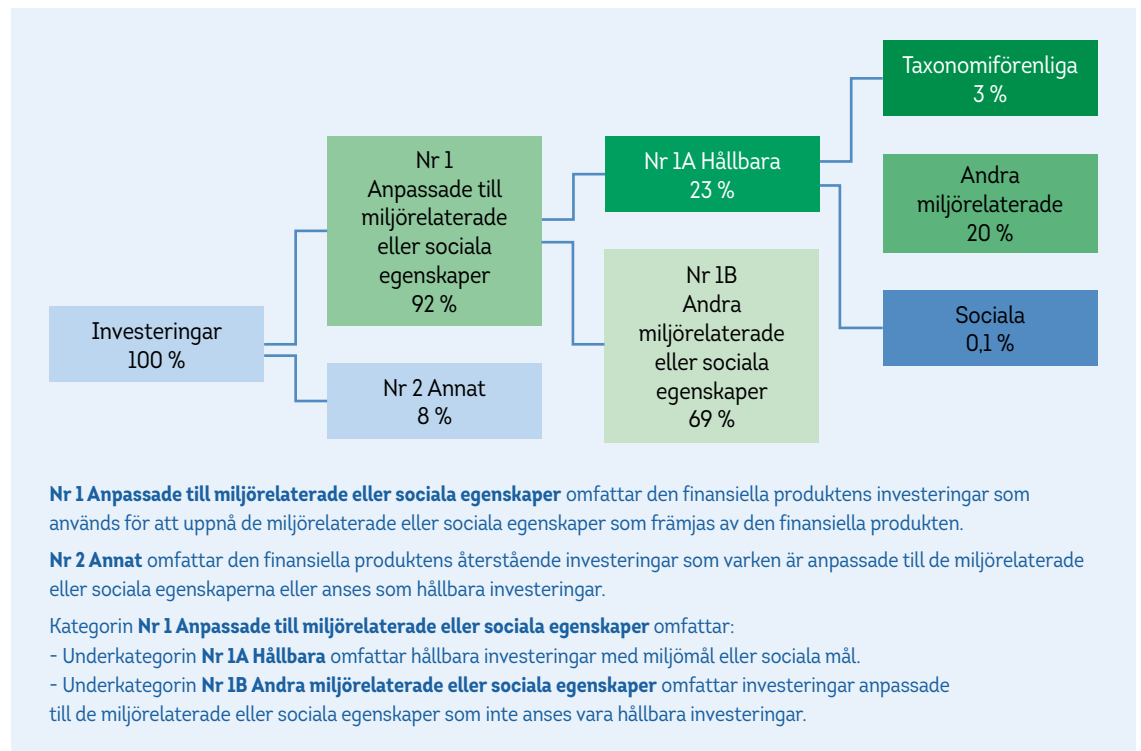 Investeringar
100 %
Nr 1
Anpassade till
miljörelaterade
eller sociala
egenskaper
92 %
Nr 2 Annat
8 %
Nr 1A Hållbara
23 %
Nr 1B
Andra
miljörelaterade
eller sociala
egenskaper
69 %
Taxonomiförenliga
3 %
Andra
miljörelaterade
20 %
Sociala
0,1 %
Nr 1 Anpassade till miljörelaterade eller sociala egenskaper omfattar den finansiella produktens investeringar som
används för att uppnå de miljörelaterade eller sociala egenskaper som främjas av den finansiella produkten.
Nr 2 Annat omfattar den finansiella produktens återstående investeringar som varken är anpassade till de miljörelaterade
eller sociala egenskaperna eller anses som hållbara investeringar.
Kategorin Nr 1 Anpassade till miljörelaterade eller sociala egenskaper omfattar:
- Underkategorin Nr 1A Hållbara omfattar hållbara investeringar med miljömål eller sociala mål.
- Underkategorin Nr 1B Andra miljörelaterade eller sociala egenskaper omfattar investeringar anpassade
till de miljörelaterade eller sociala egenskaper som inte anses vara hållbara investeringar.